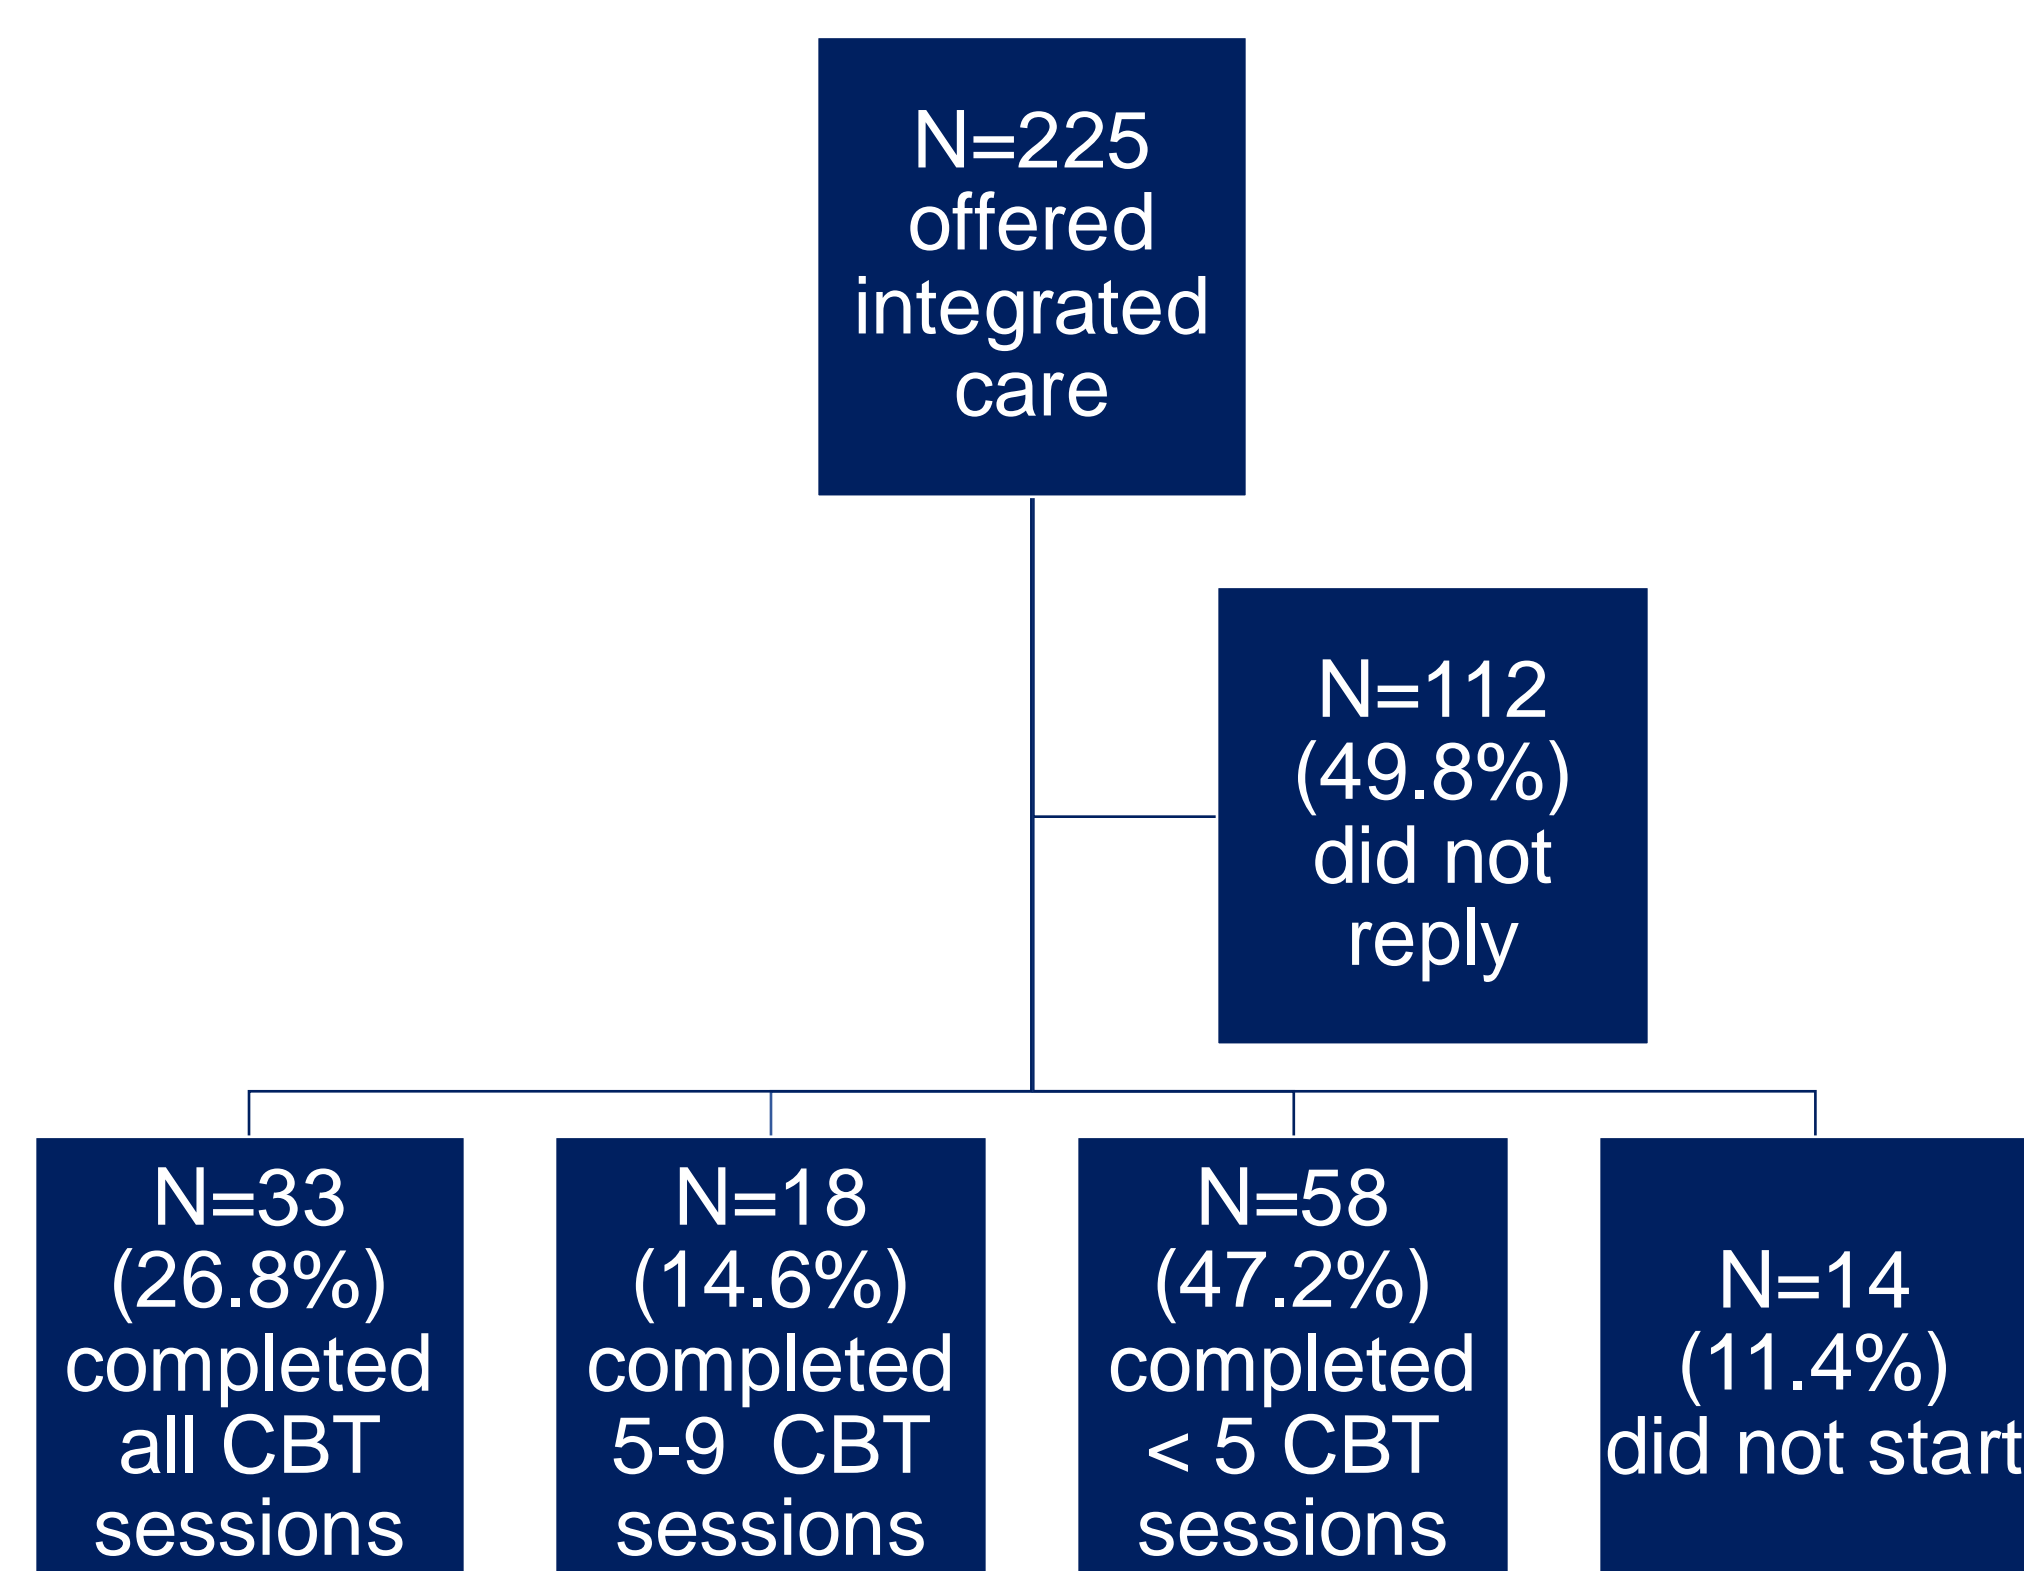 N=225
offered
integrated
care
N=112
(49.8%)
did not
reply
N=33
(26.8%)
completed
all CBT
sessions
N=18
(14.6%)
completed
5-9  CBT
sessions
N=58
(47.2%)
completed
< 5 CBT
sessions
N=14
(11.4%)
did not start